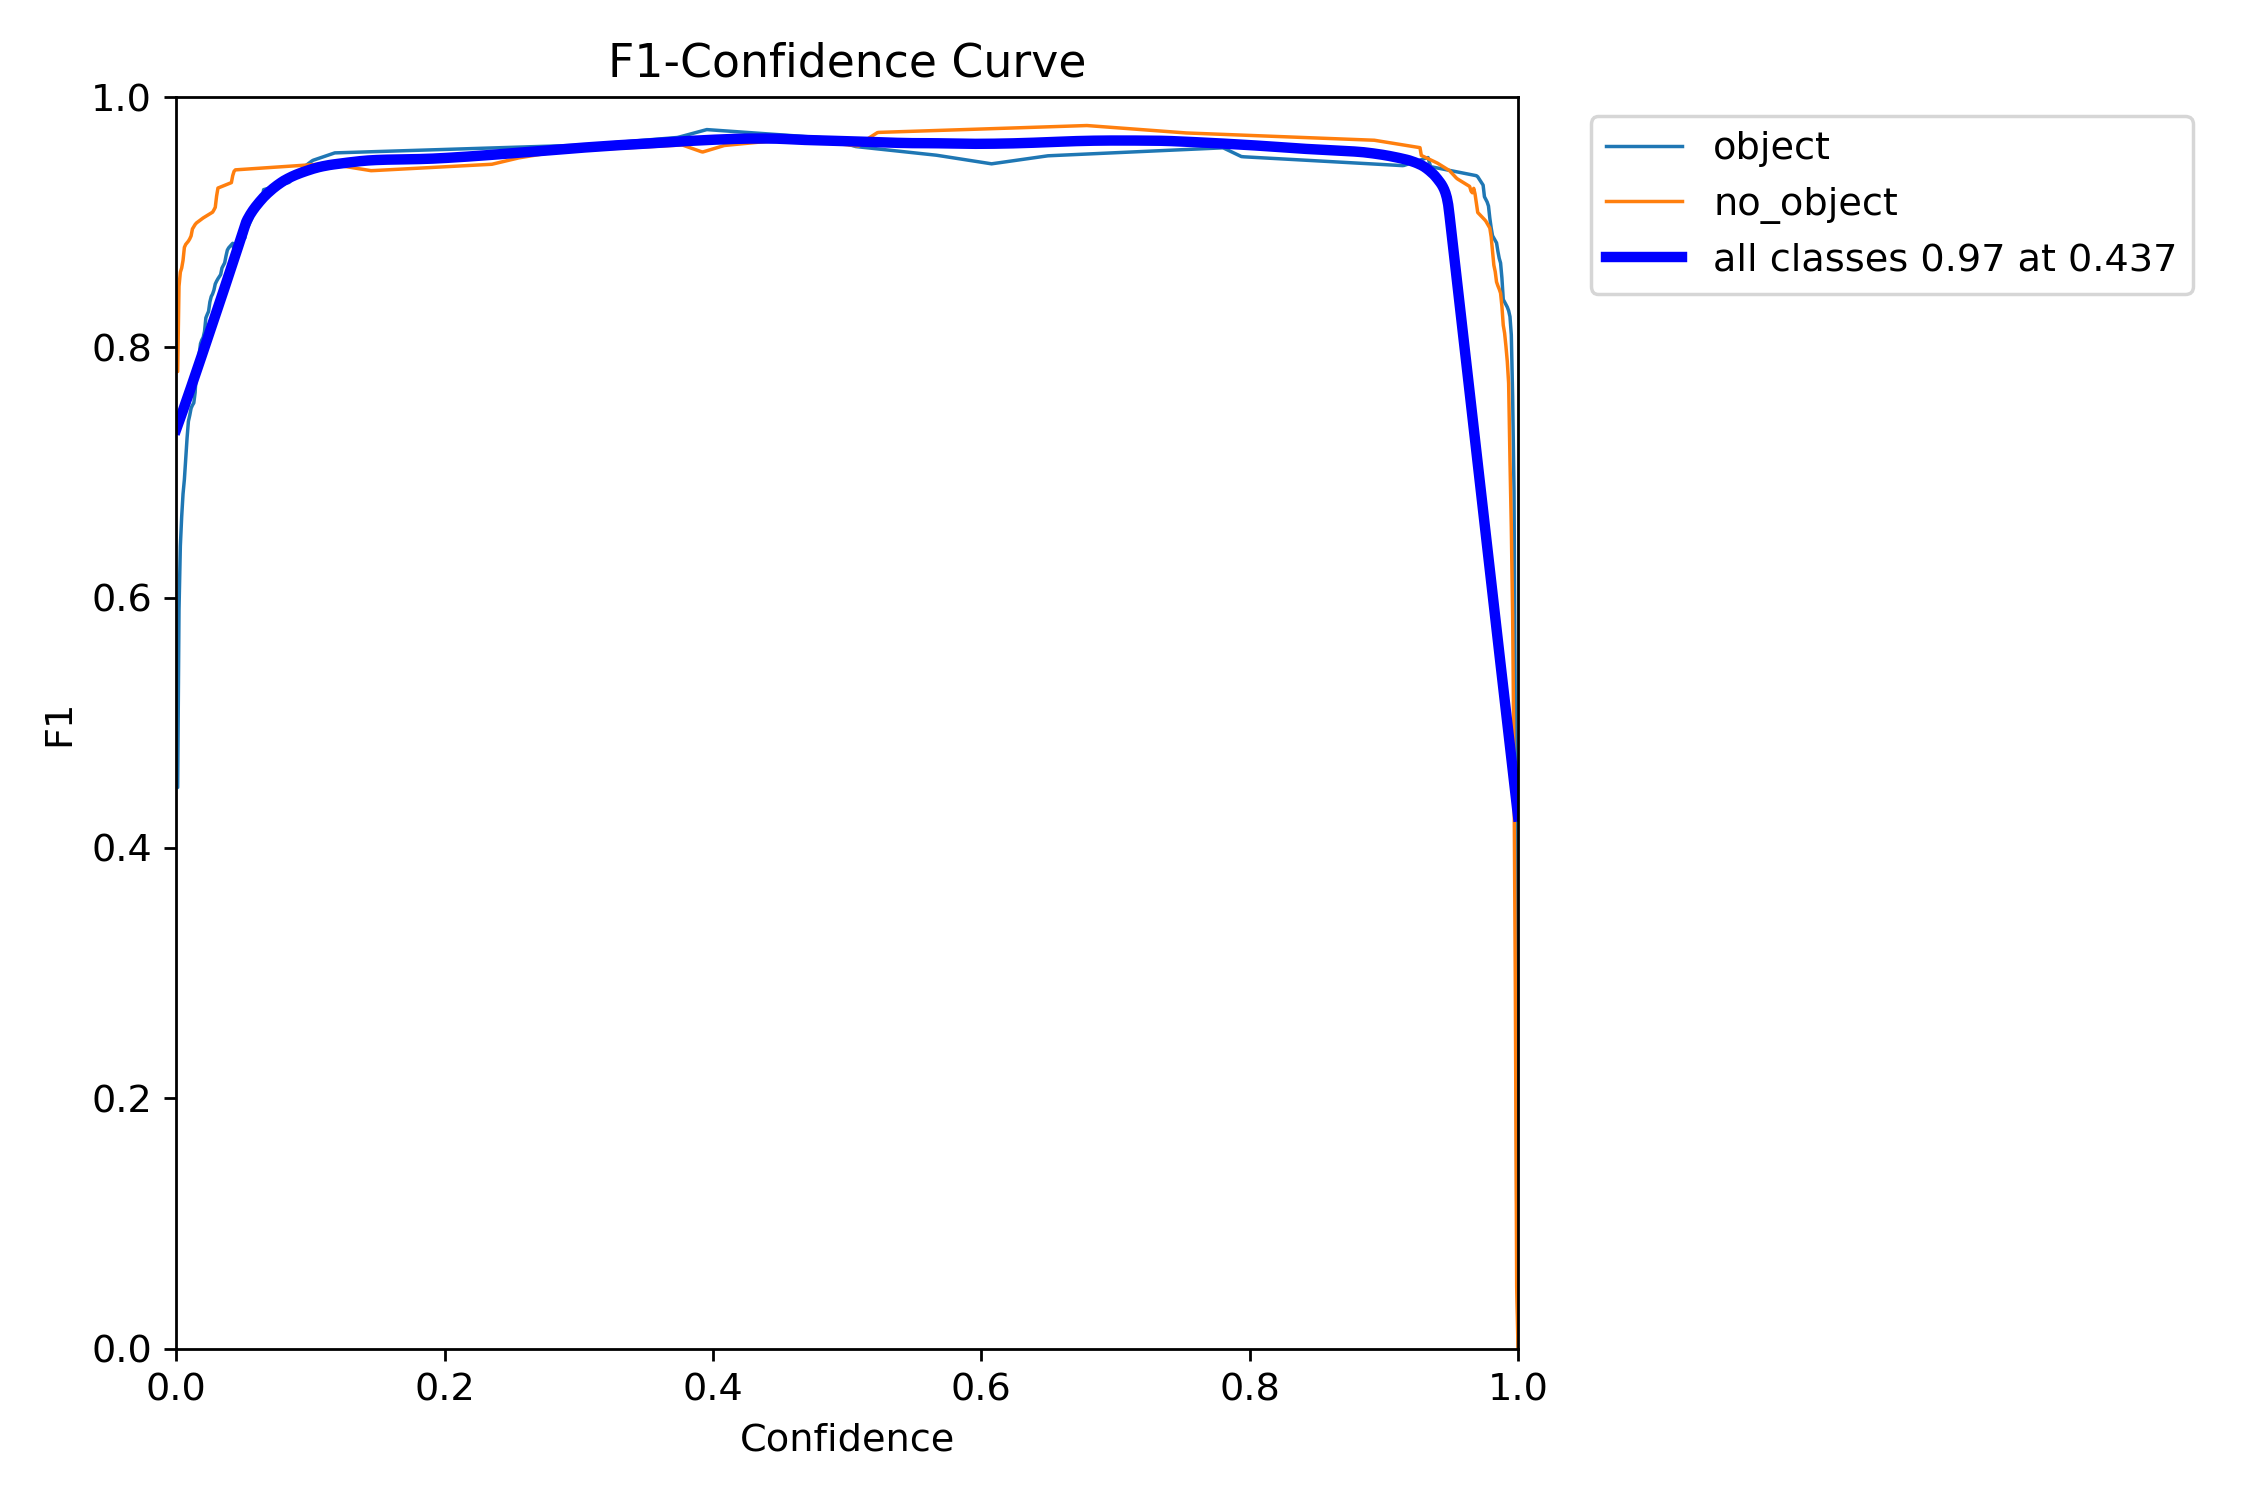 F1-Confidence Curve
1.0
0.8
0.6
0.4
0.2
0.0
F1
0.0 0.2 0.4 0.6 0.8 1.0
Confidence
object
no_object
all classes 0.97 at 0.437